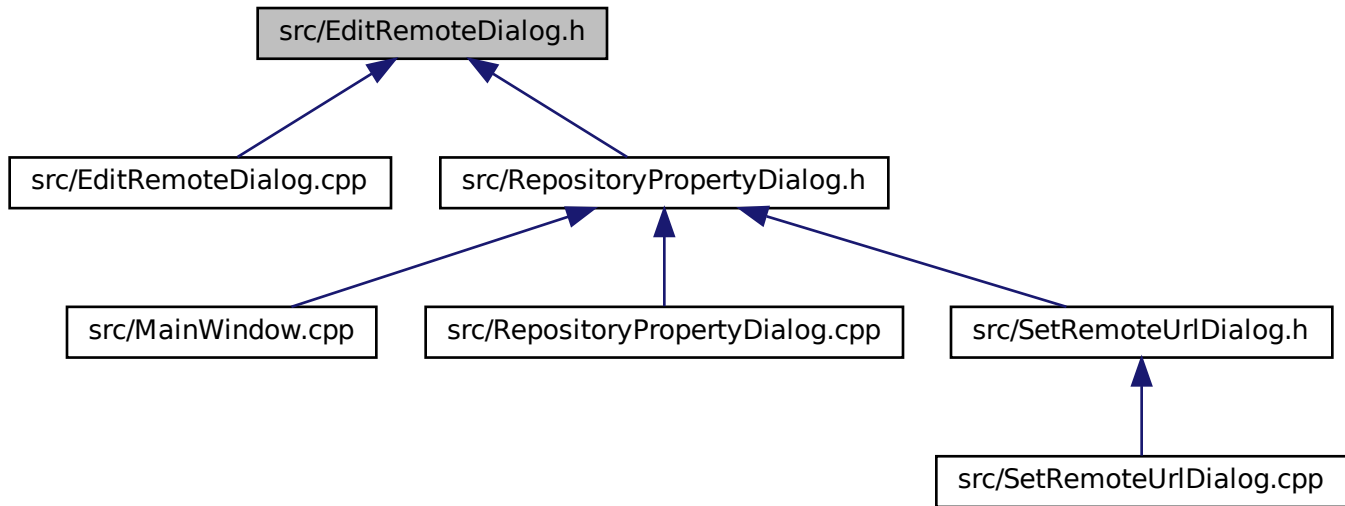 src/EditRemoteDialog.h
src/EditRemoteDialog.cpp
src/RepositoryPropertyDialog.h
src/MainWindow.cpp
src/RepositoryPropertyDialog.cpp
src/SetRemoteUrlDialog.h
src/SetRemoteUrlDialog.cpp